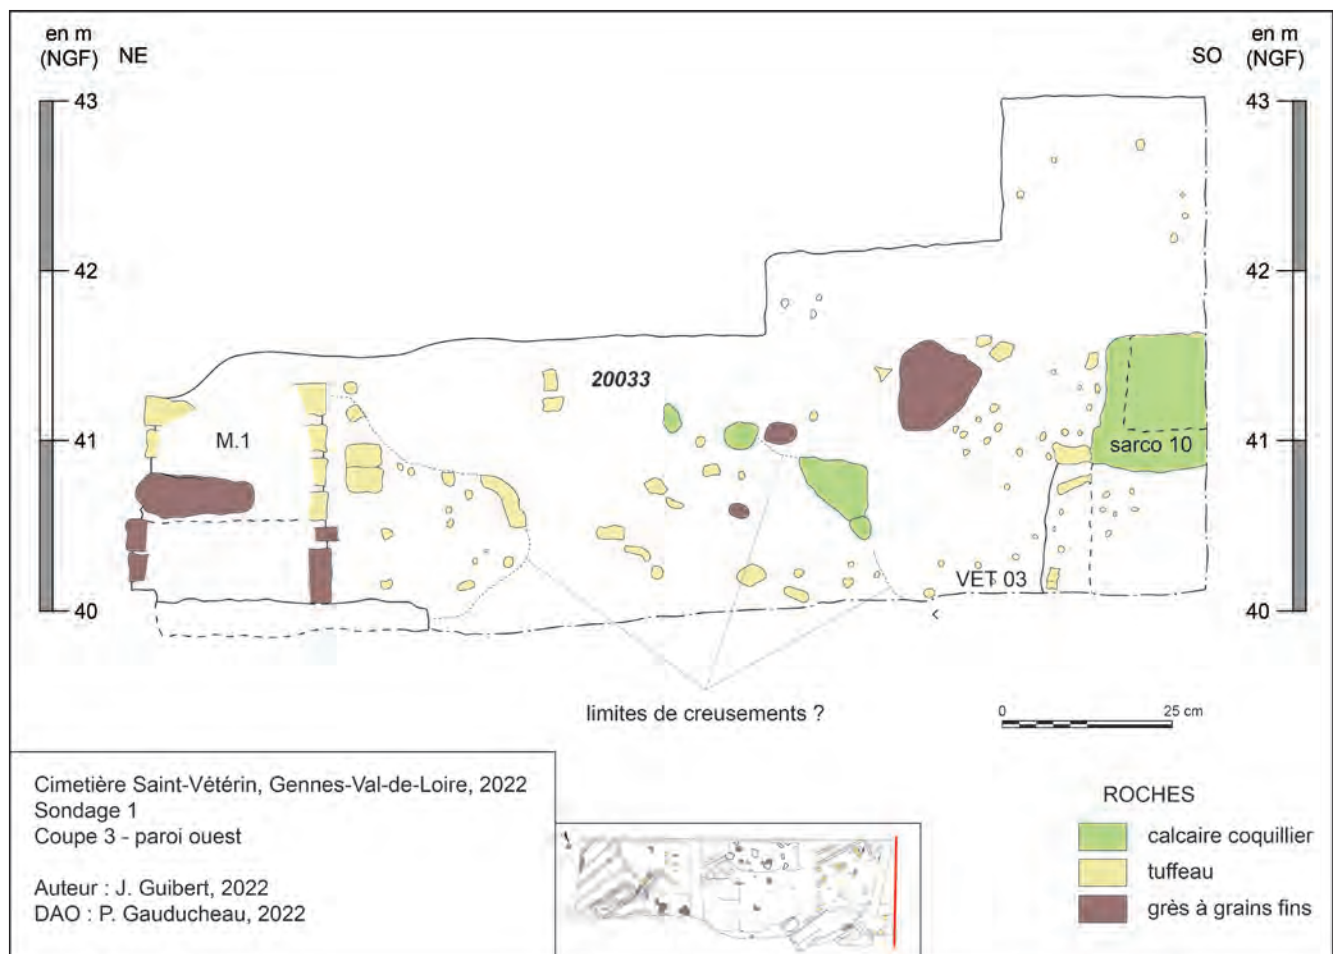 en m
(NGF)
NE
SO
en m
(NGF)
43
43
42
42
20033
M.1
41
41
sarco 10
VET 03
40
40
<
limites de creusements ?
0
25 cm
Cimetière Saint-Vétérin, Gennes-Val-de-Loire, 2022
Sondage 1
Coupe 3 - paroi ouest
Auteur : J. Guibert, 2022
DAO : P. Gauducheau, 2022
ROCHES
calcaire coquillier
tuffeau
grès à grains fins